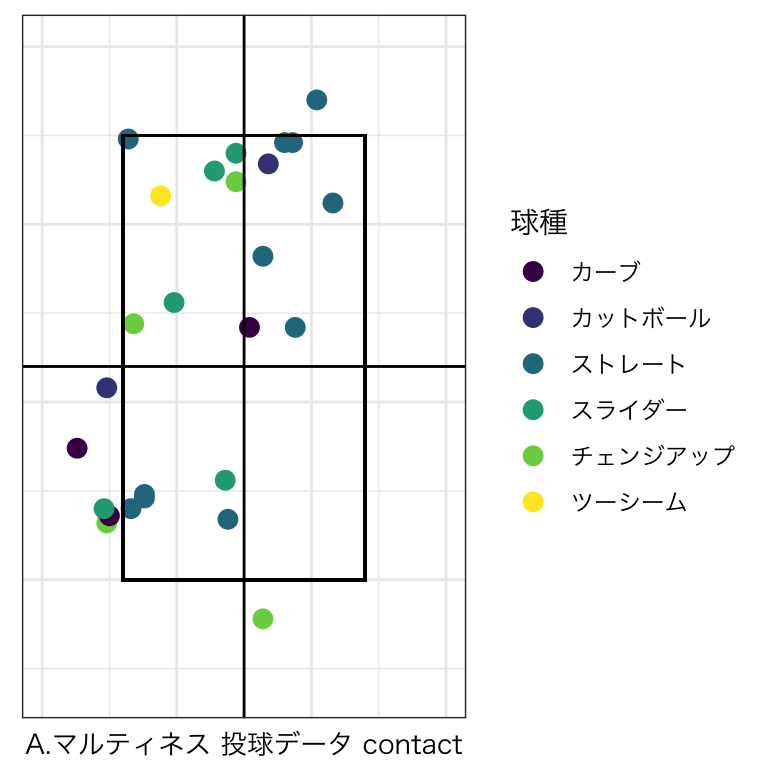 球種
カーブ
カットボール
ストレート
スライダー
チェンジアップ
ツーシーム
A.マルティネス 投球データ contact